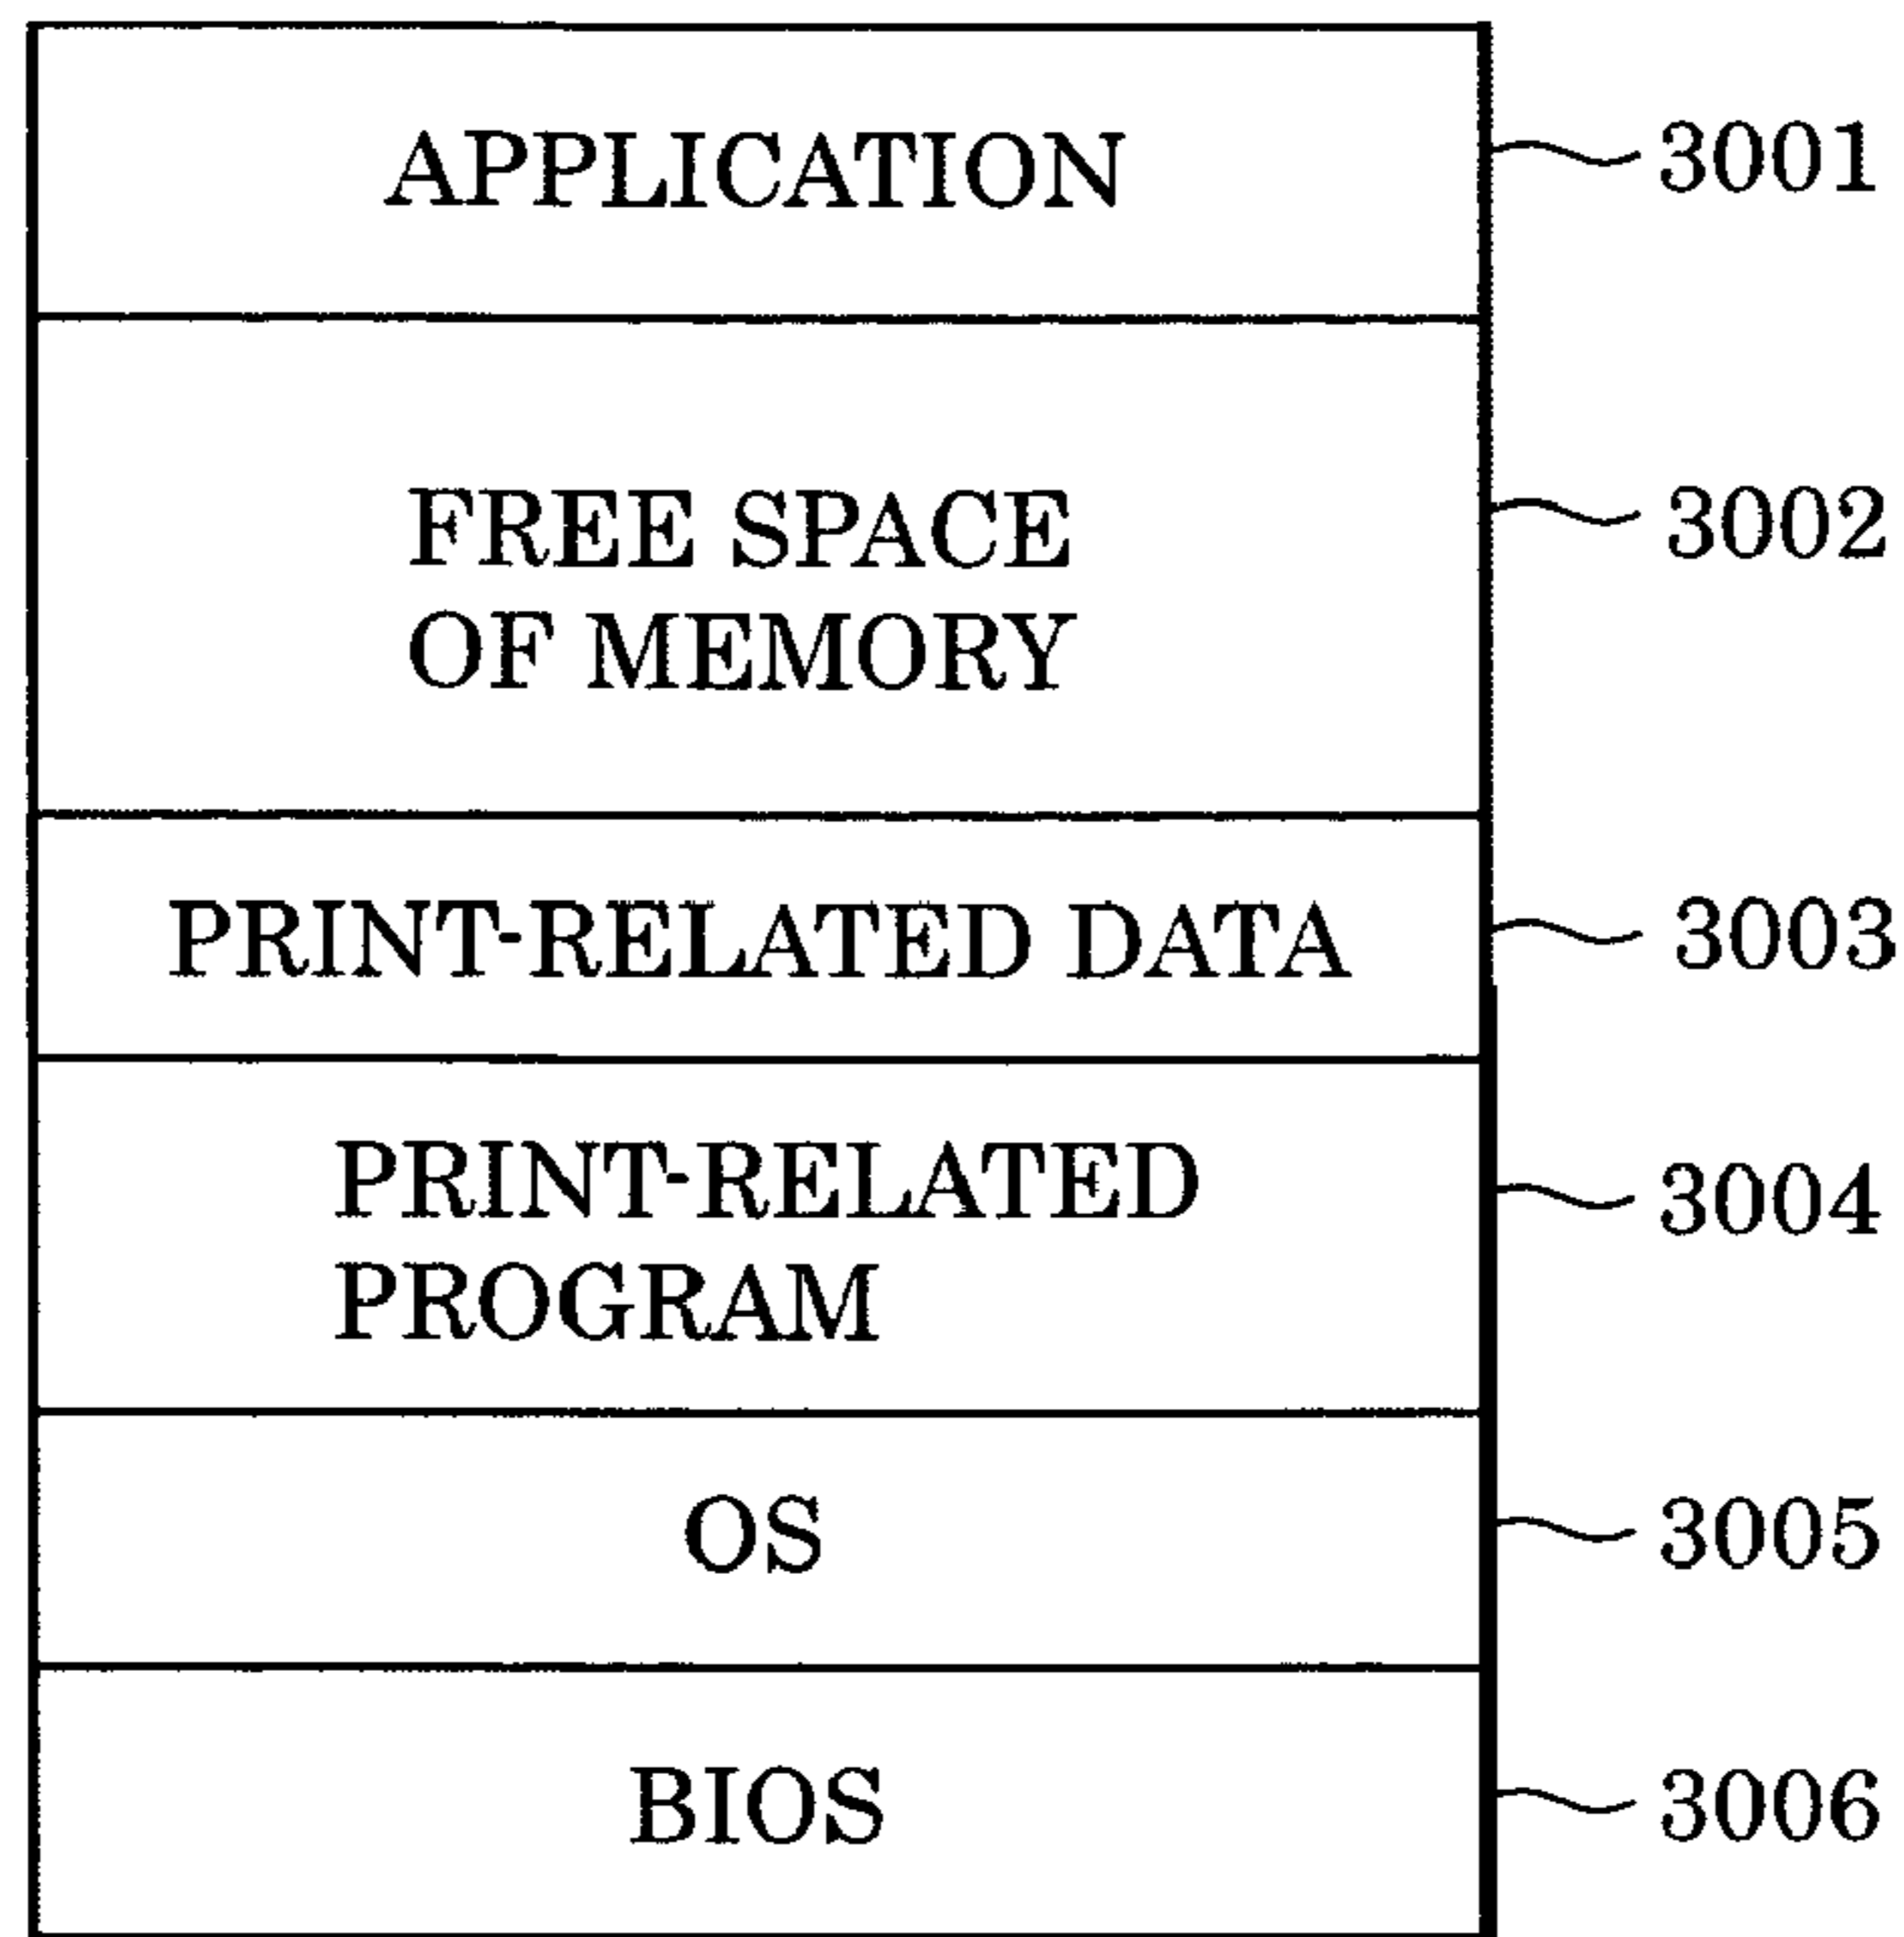 APPLICATION
3001
FREE SPACE
OF MEMORY
3002
PRINT-RELATED DATA
3003
PRINT-RELATED
PROGRAM
3004
OS
3005
BIOS
3006